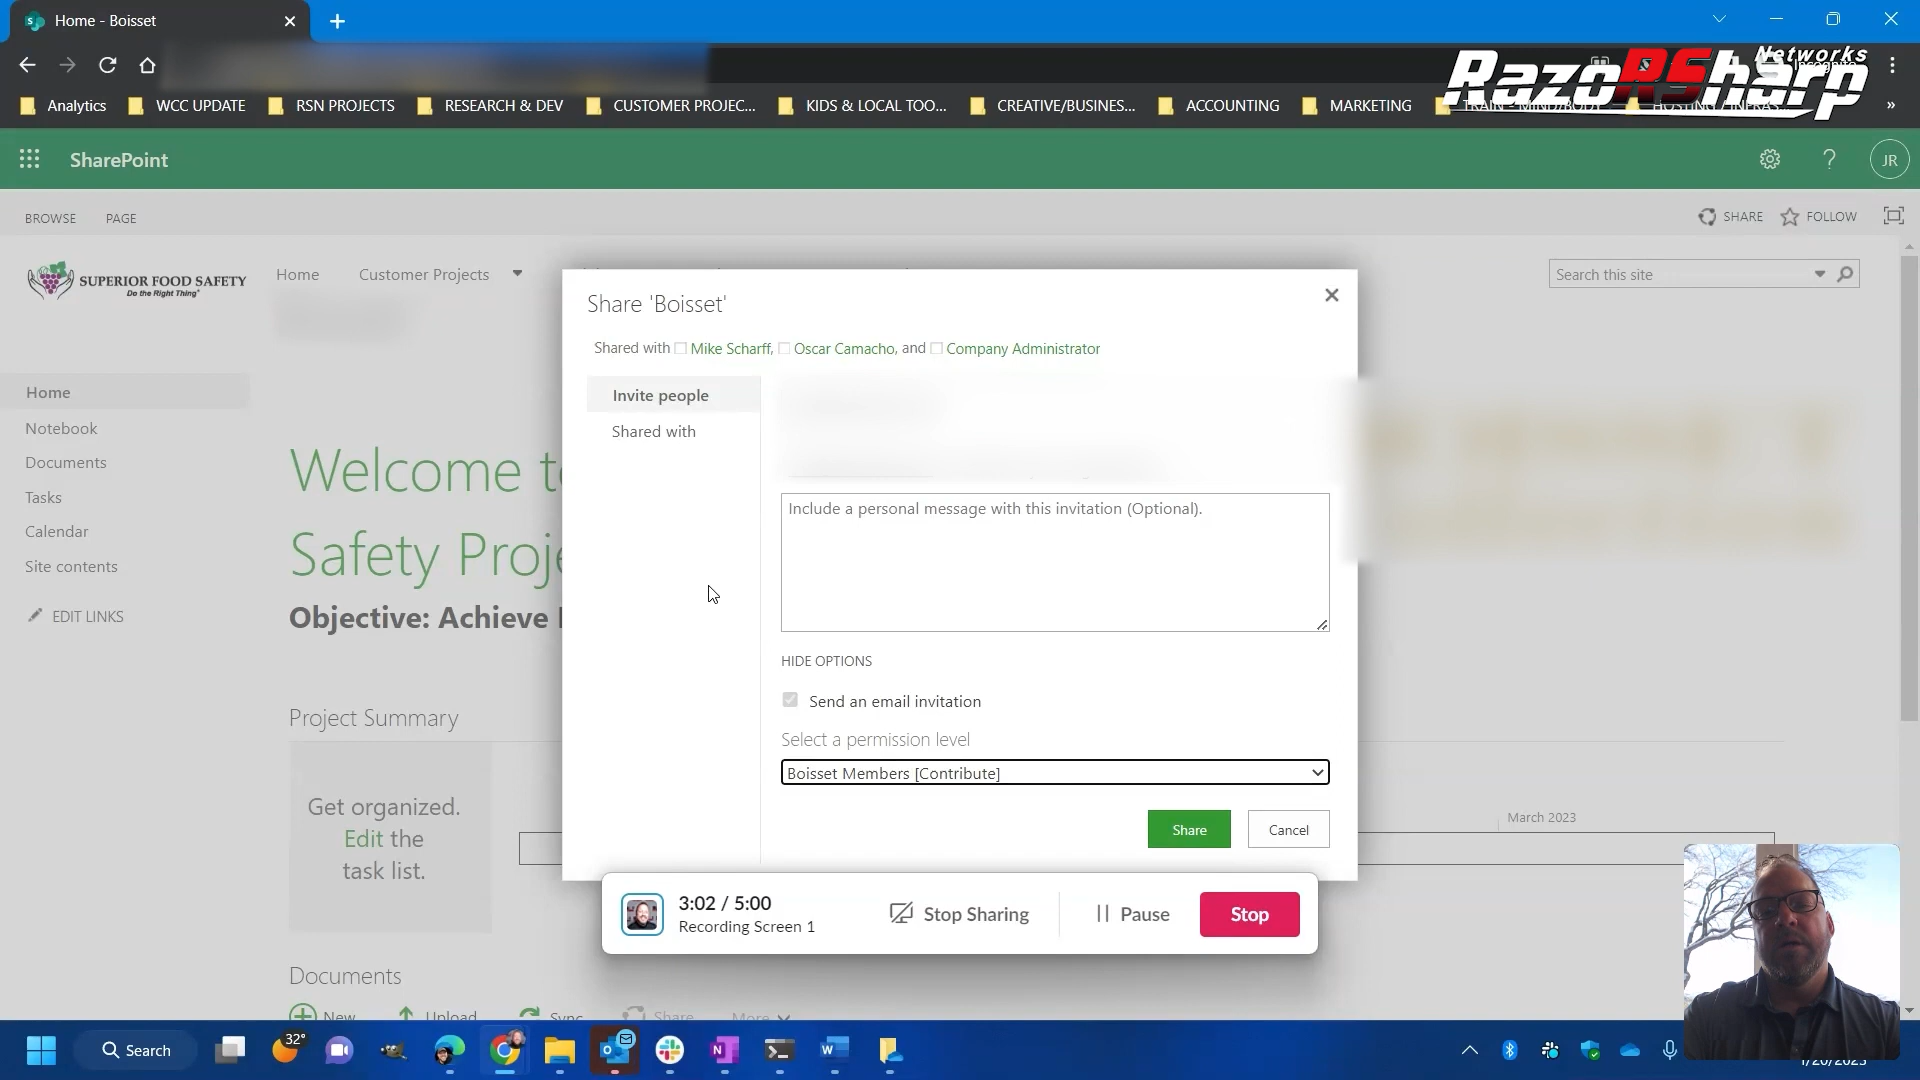 Home - Boisset
Networks
RazoRSharp
Analytics
WCC UPDATE
RSN PROJECTS
RESEARCH & DEV
CUSTOMER PROJEC...
KIDS & LOCAL TOO...
CREATIVE/BUSINES...
ACCOUNTING
MARKETING
SharePoint
JR
BROWSE
PAGE
SHARE
FOLLOW
SUPERIOR FOOD SAFETY
Do the Right Thing
Home
Customer Projects
Search this site
Home
Notebook
Documents
Tasks
Calendar
Site contents
EDIT LINKS
Welcome
Safety
Objective: Achieve
Project Summary
Get organized.
Edit the
task list.
March 2023
Documents
New
Upload
Sync
Share
More
Share 'Boisset'
Shared with Mike Scharff, Oscar Camacho, and Company Administrator
Invite people
Shared with
Include a personal message with this invitation (Optional).
HIDE OPTIONS
Send an email invitation
Select a permission level
Boisset Members [Contribute]
Share
Cancel
3:02 / 5:00
Recording Screen 1
Stop Sharing
Pause
Stop
32°
Search